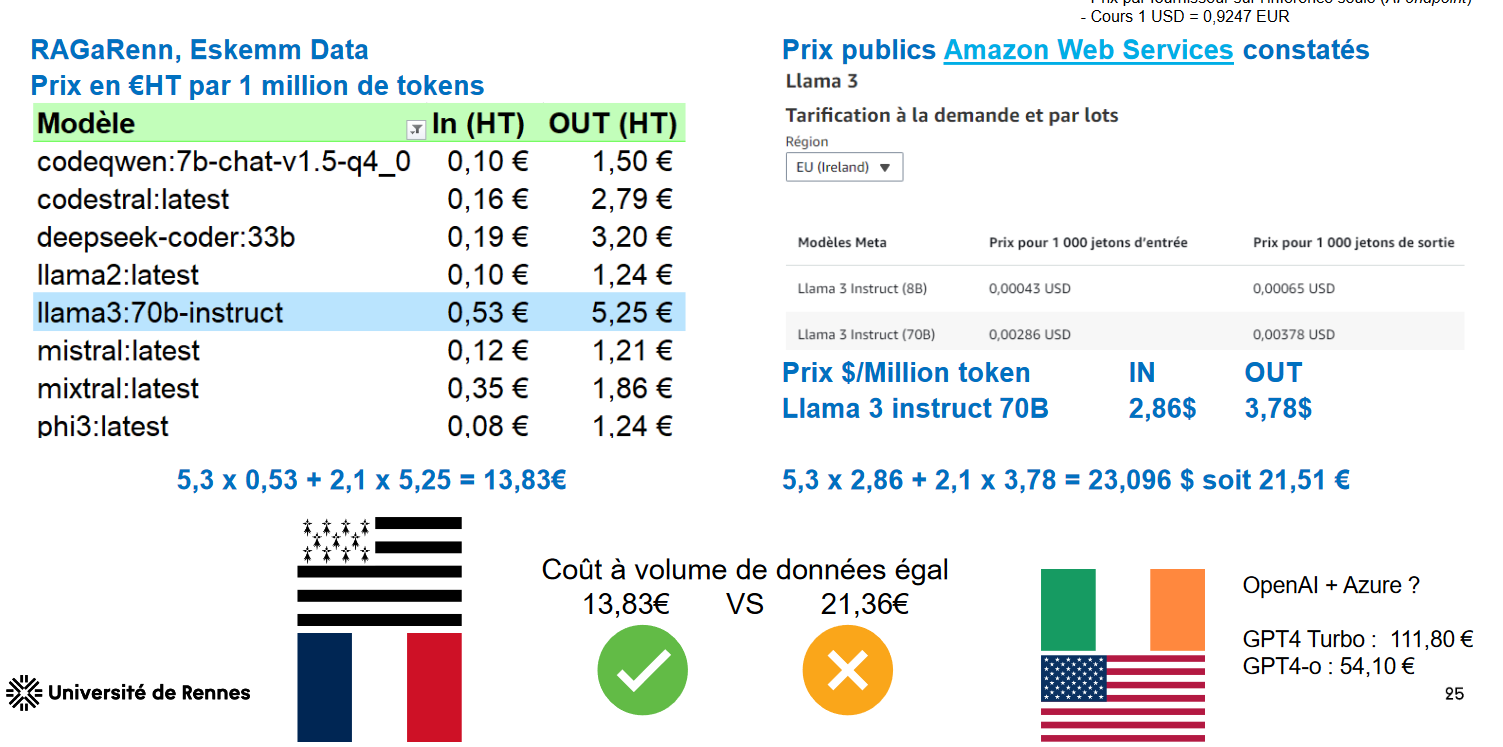 - Cours 1 USD = 0,9247 EUR
RAGaRenn, Eskemm Data
Prix en €HT par 1 million de tokens
Modèle In (HT) OUT (HT)
codeqwen:7b-chat-v1.5-q4_0 0,10 € 1,50 €
codestral:latest 0,16 € 2,79 €
deepseek-coder:33b 0,19 € 3,20 €
llama2:latest 0,10 € 1,24 €
llama3:70b-instruct 0,53 € 5,25 €
mistral:latest 0,12 € 1,21 €
mixtral:latest 0,35 € 1,86 €
phi3:latest 0,08 € 1,24 €
5,3 x 0,53 + 2,1 x 5,25 = 13,83€
Prix publics Amazon Web Services constatés
Llama 3
Tarification à la demande et par lots
Région
EU (Ireland)
Modèles Meta Prix pour 1 000 jetons d'entrée Prix pour 1 000 jetons de sortie
Llama 3 Instruct (8B) 0,00043 USD 0,00065 USD
Llama 3 Instruct (70B) 0,00286 USD 0,00378 USD
Prix $/Million token IN OUT
Llama 3 instruct 70B 2,86$ 3,78$
5,3 x 2,86 + 2,1 x 3,78 = 23,096 $ soit 21,51 €
Coût à volume de données égal
13,83€ VS 21,36€
OpenAI + Azure ?
GPT4 Turbo : 111,80 €
GPT4-o : 54,10 €
Université de Rennes
25